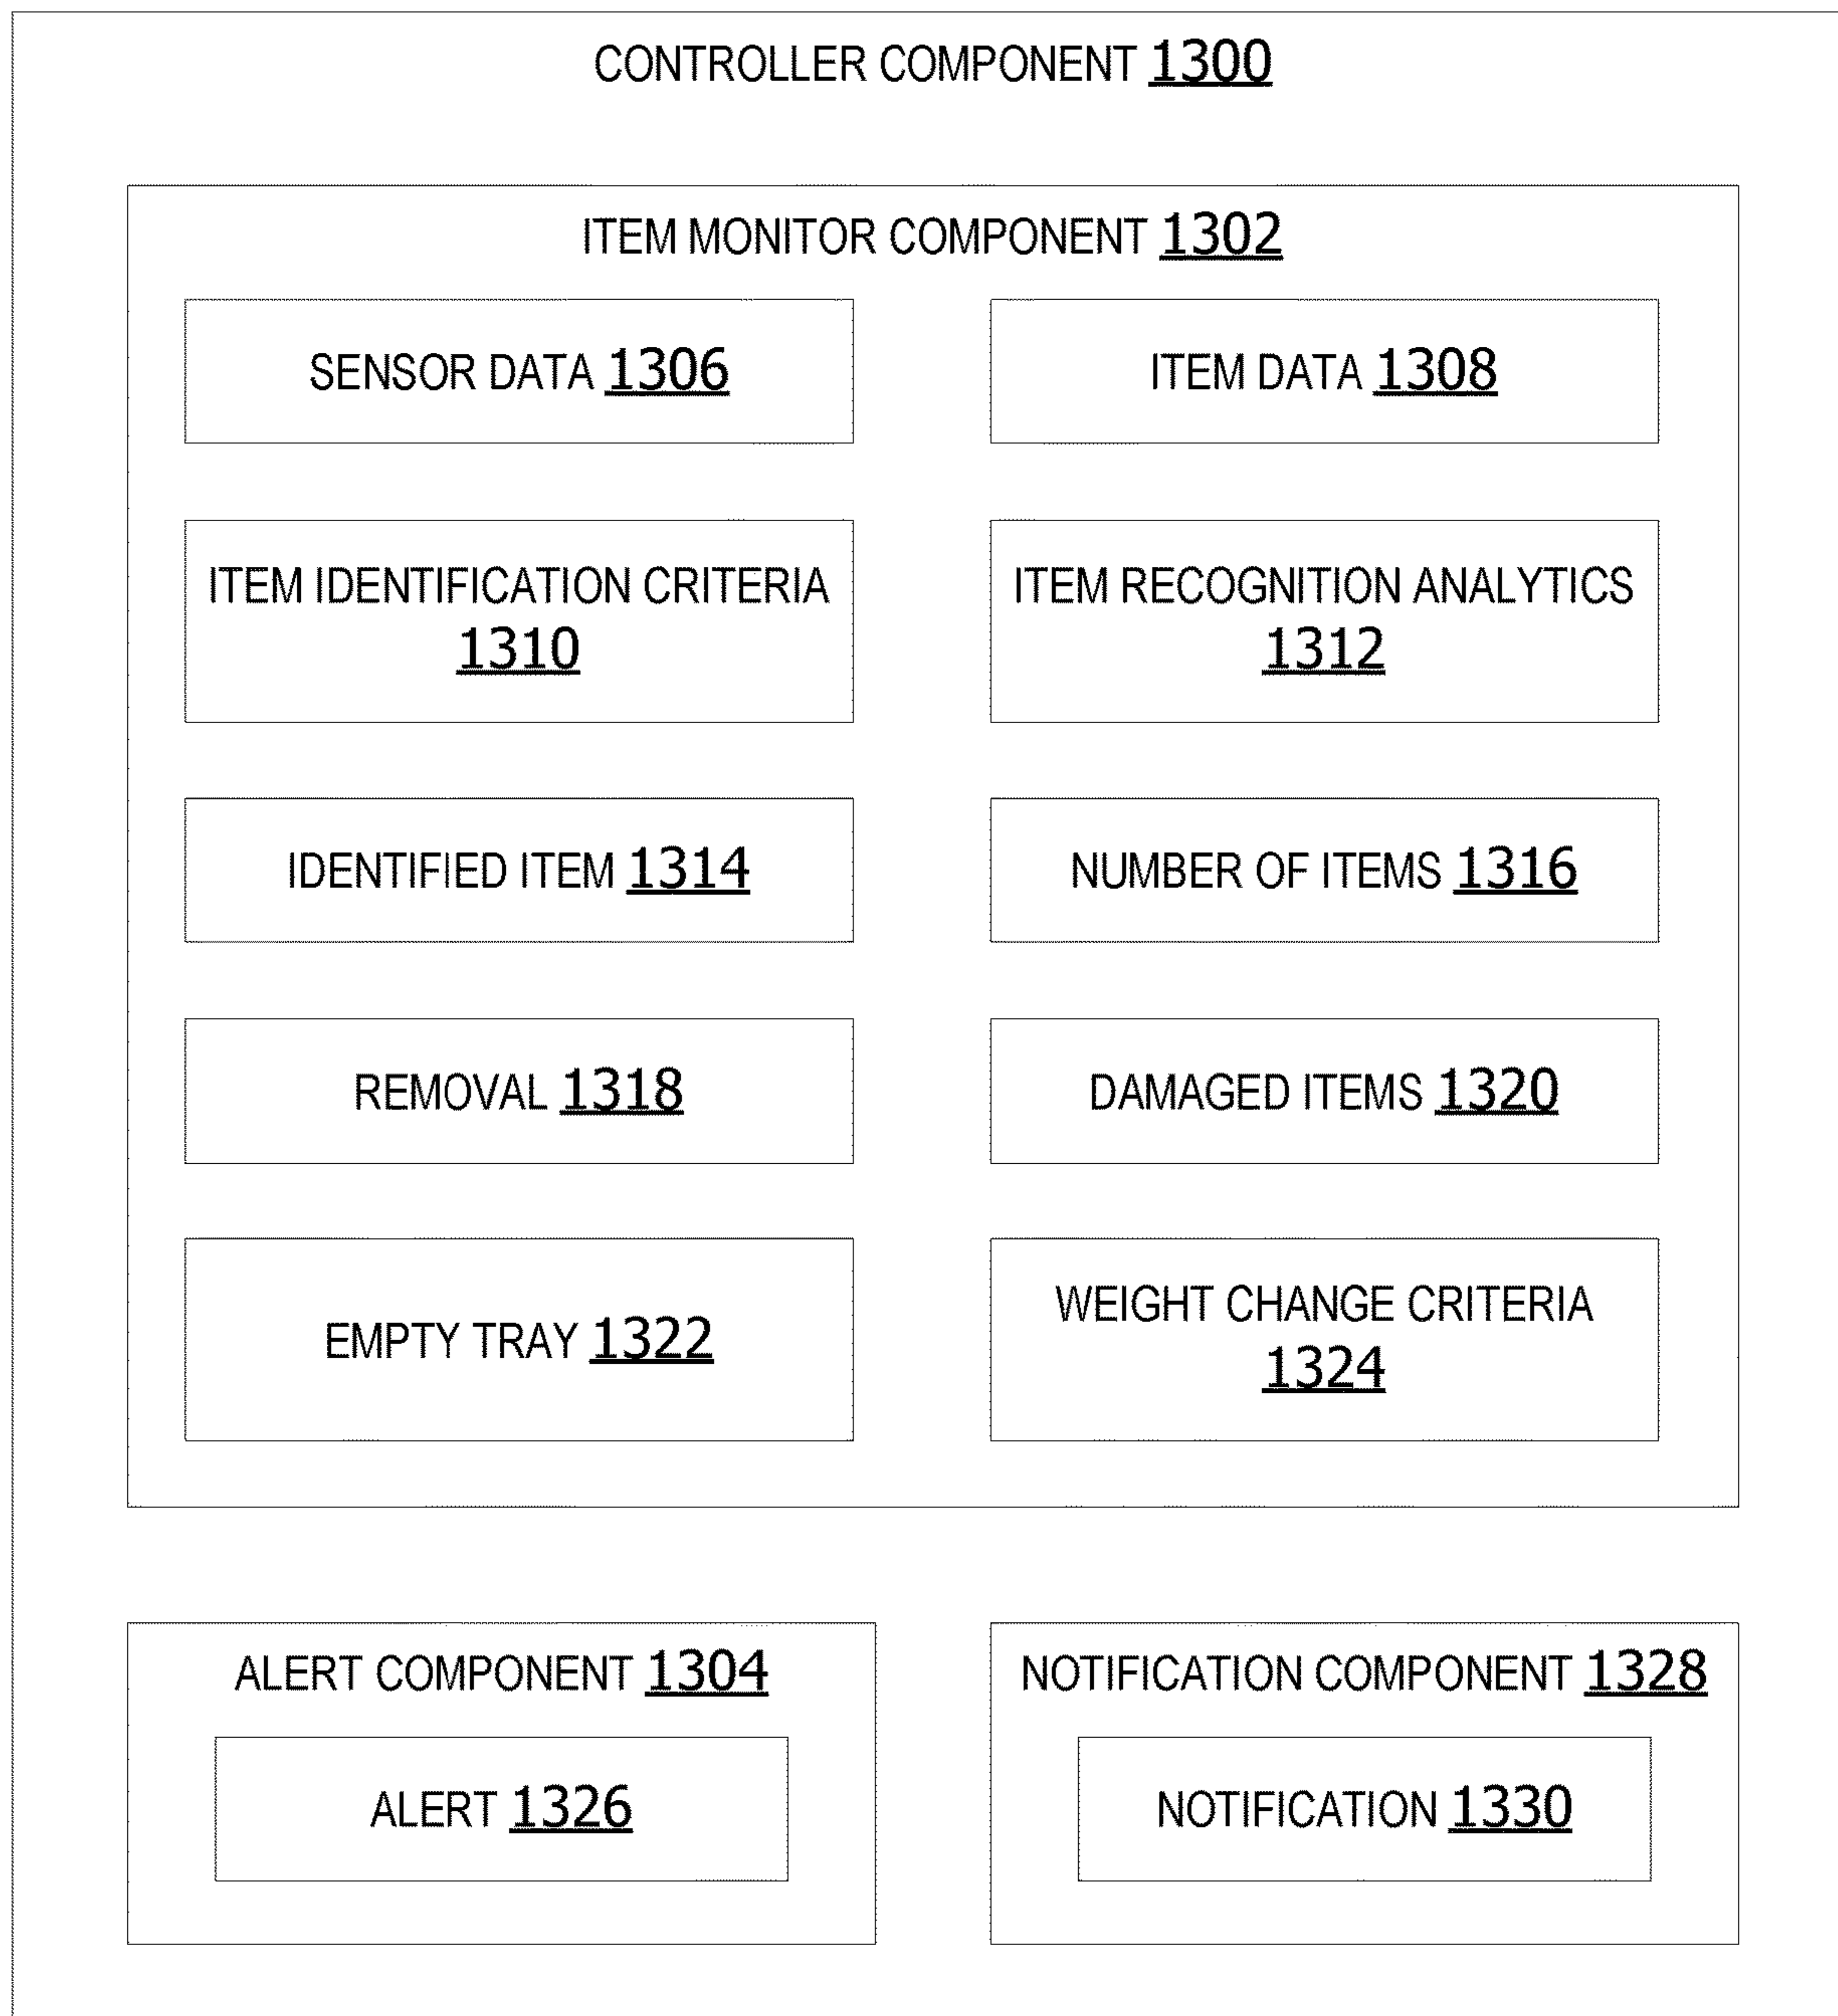 CONTROLLER COMPONENT 1300
ITEM MONITOR COMPONENT 1302
SENSOR DATA 1306
ITEM DATA 1308
ITEM IDENTIFICATION CRITERIA
1310
ITEM RECOGNITION ANALYTICS
1312
IDENTIFIED ITEM 1314
NUMBER OF ITEMS 1316
REMOVAL 1318
DAMAGED ITEMS 1320
EMPTY TRAY 1322
WEIGHT CHANGE CRITERIA
1324
ALERT COMPONENT 1304
ALERT 1326
NOTIFICATION COMPONENT 1328
NOTIFICATION 1330